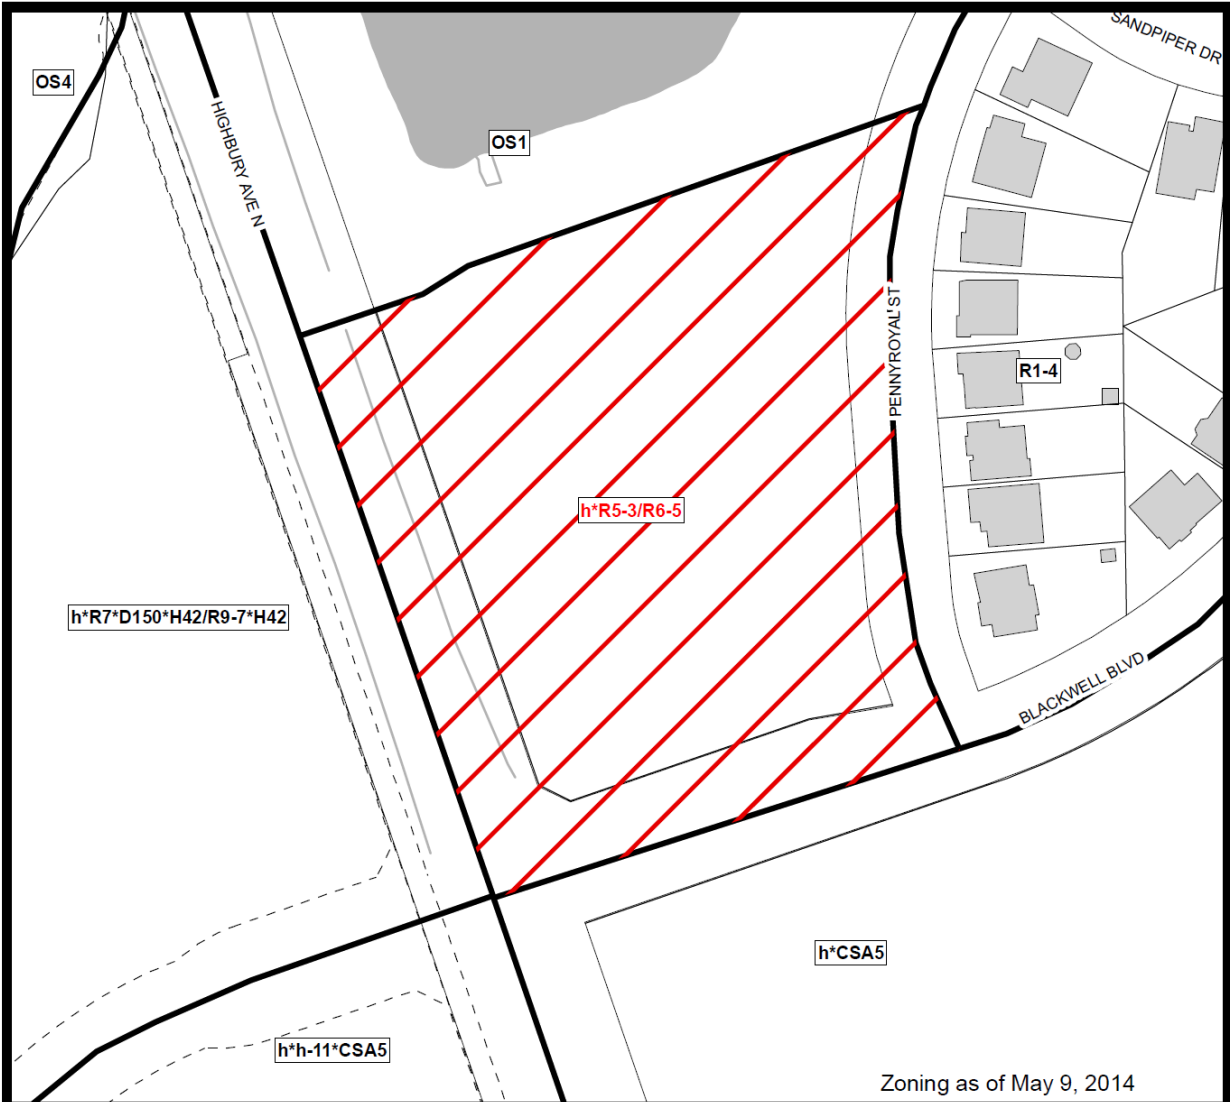 SANDPIPER DR
OS4
HIGHBURY AVE N
OS1
PENNYROYAL ST
R1-4
h*R5-3/R6-5
h*R7*D150*H42/R9-7*H42
BLACKWELL BLVD
h*CSA5
h*h-11*CSA5
Zoning as of May 9, 2014